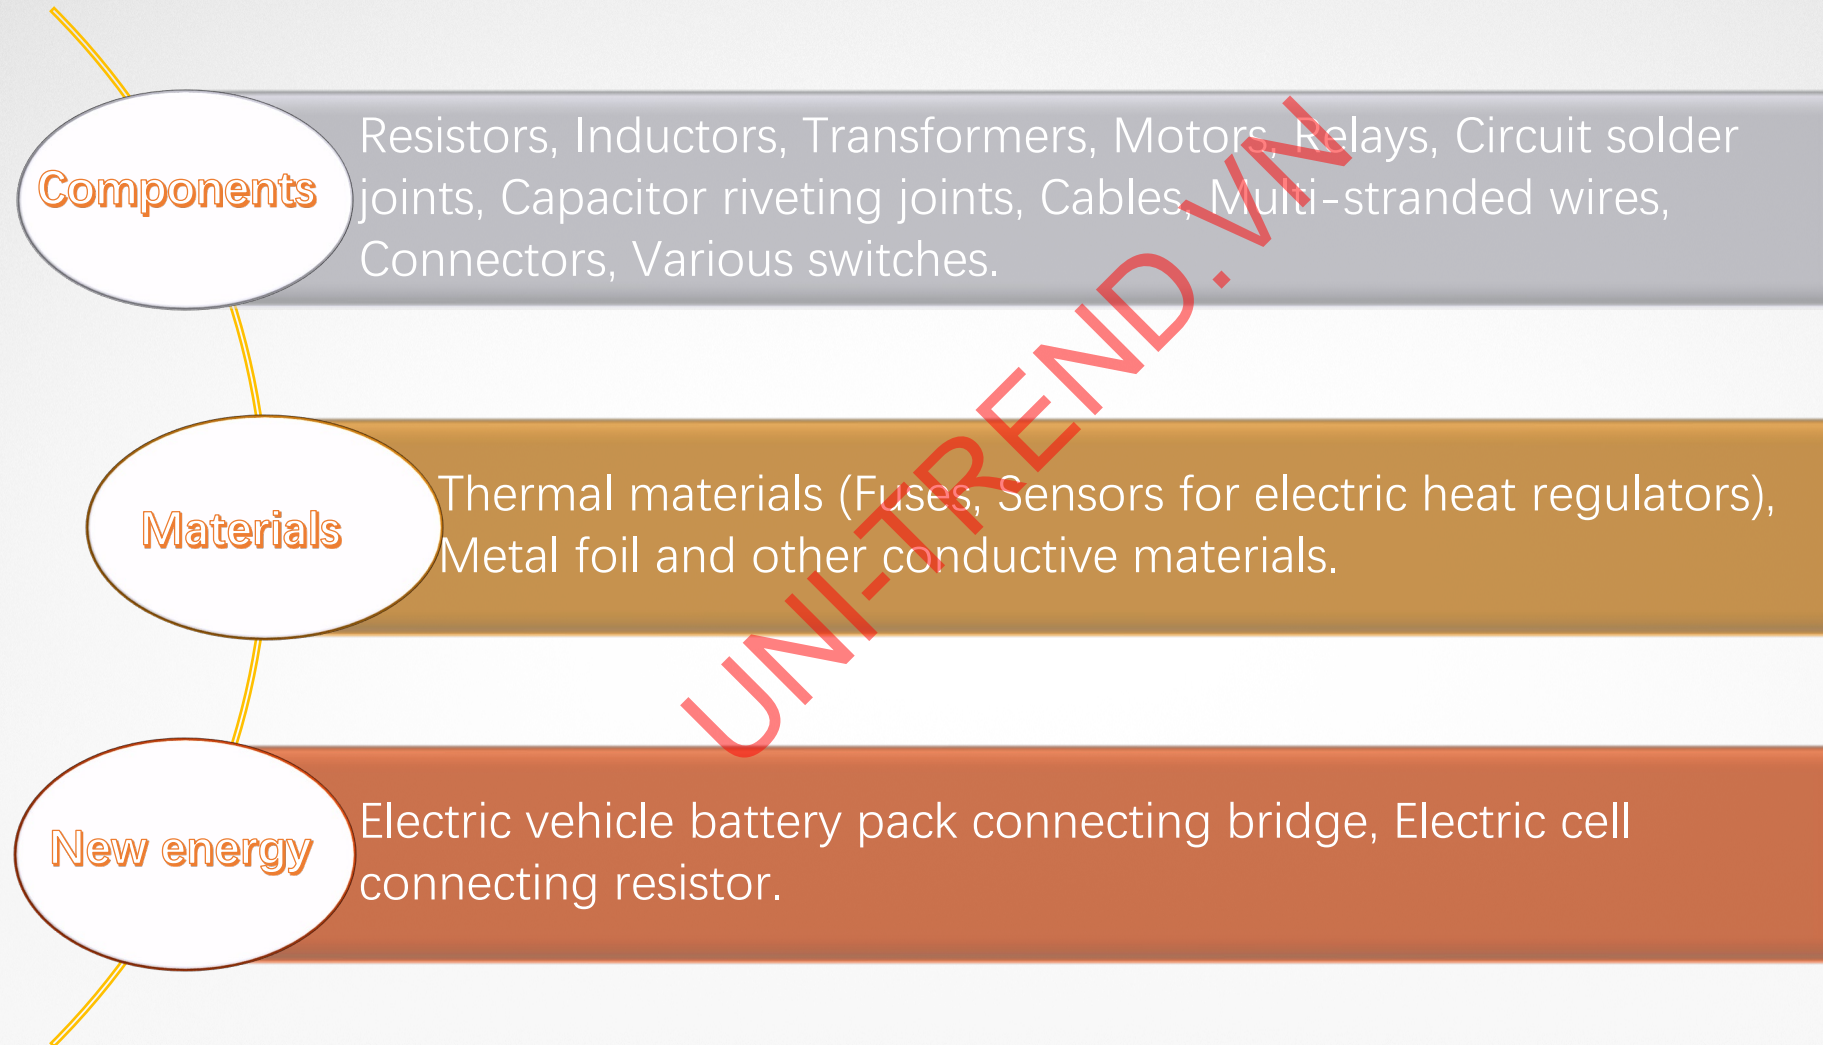 Components
Resistors, Inductors, Transformers, Motors, Relays, Circuit solder
joints, Capacitor riveting joints, Cables, Multi-stranded wires,
Connectors, Various switches.
Materials
Thermal materials (Fuses, Sensors for electric heat regulators),
Metal foil and other conductive materials.
New energy
Electric vehicle battery pack connecting bridge, Electric cell
connecting resistor.
UNI-TREND.VN